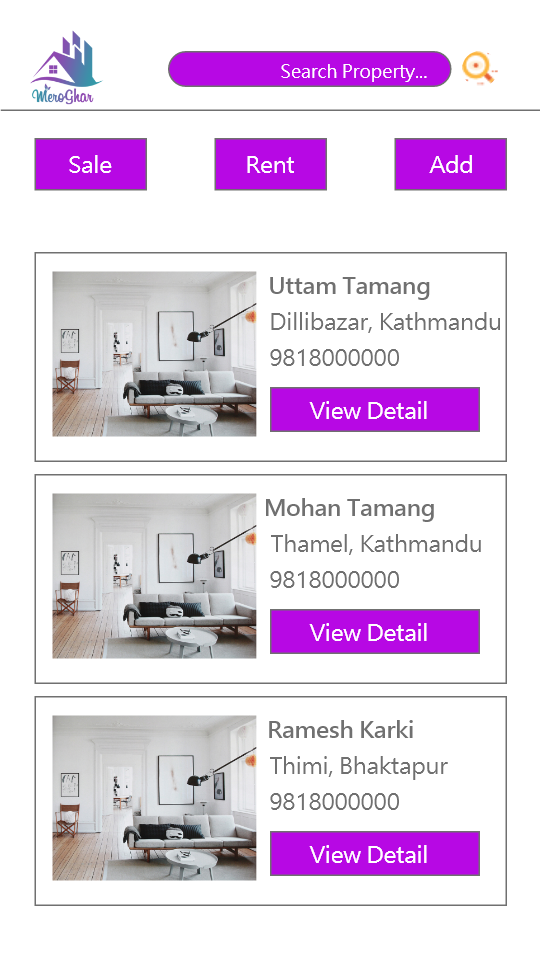 MeroGhar
Search Property...
Sale
Rent
Add
Uttam Tamang
Dillibazar, Kathmandu
9818000000
View Detail
Mohan Tamang
Thamel, Kathmandu
9818000000
View Detail
Ramesh Karki
Thimi, Bhaktapur
9818000000
View Detail